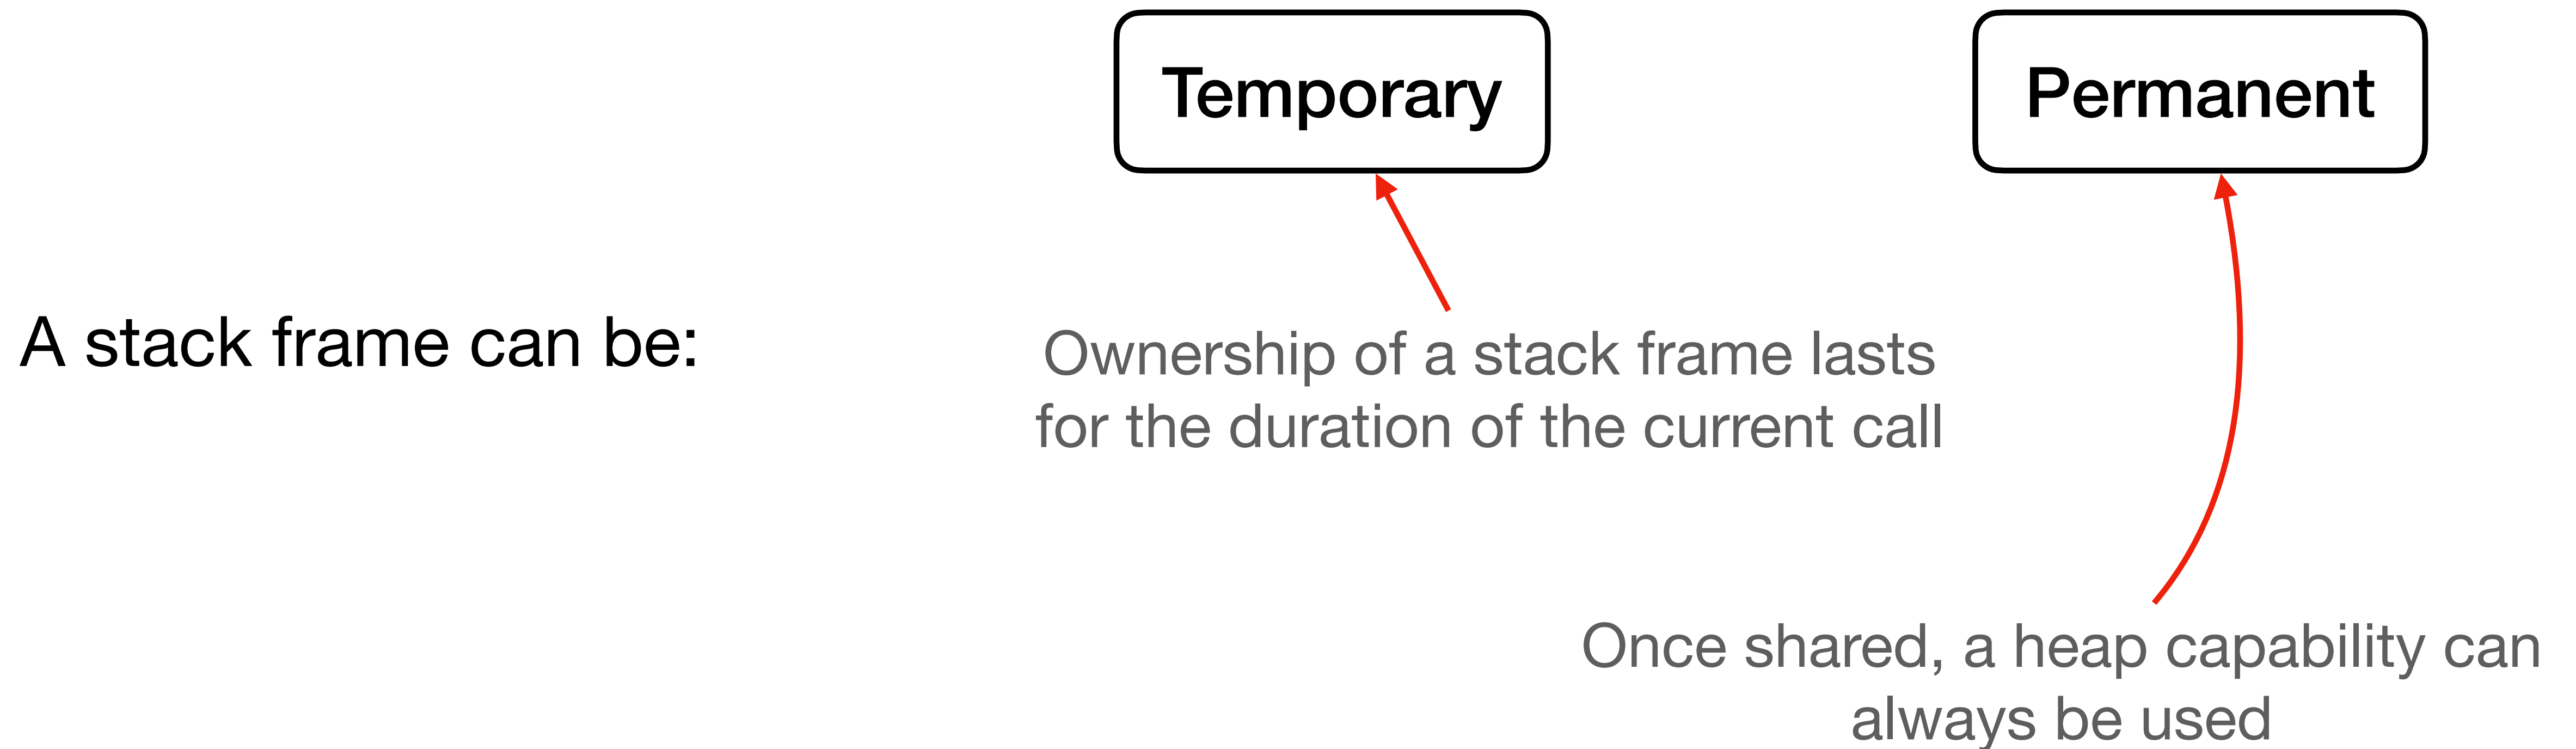 Temporary
Permanent
A stack frame can be:
Ownership of a stack frame lasts
for the duration of the current call
Once shared, a heap capability can
always be used